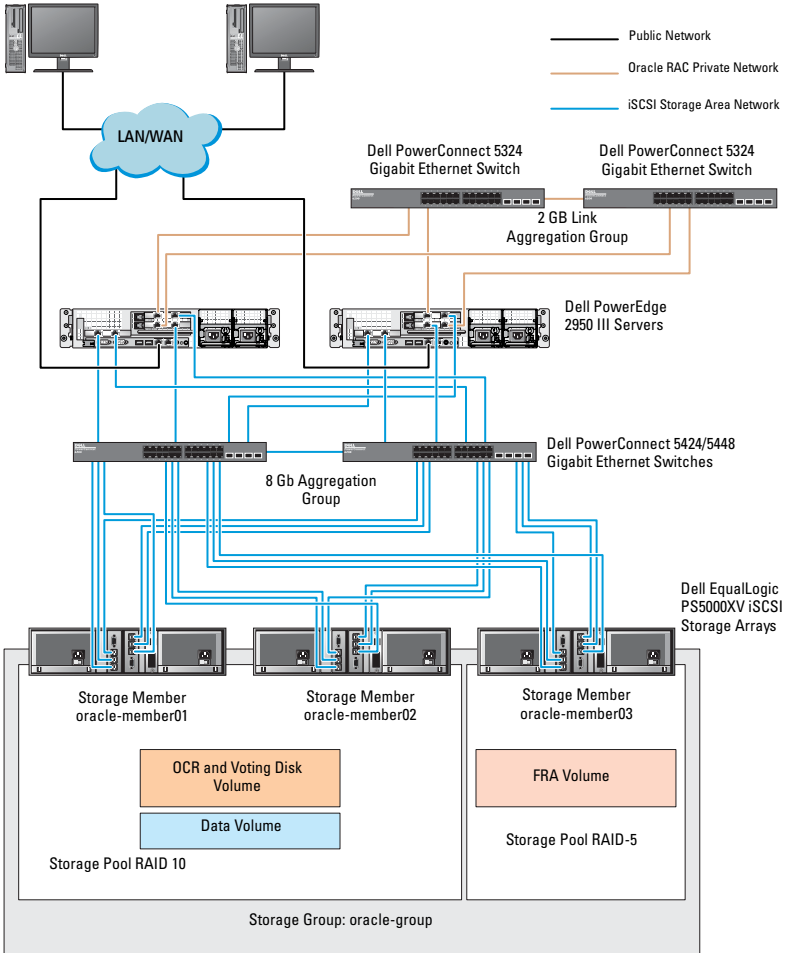 Public Network
Oracle RAC Private Network
iSCSI Storage Area Network
LAN/WAN
Dell PowerConnect 5324
Gigabit Ethernet Switch
Dell PowerConnect 5324
Gigabit Ethernet Switch
2 GB Link
Aggregation Group
Dell PowerEdge
2950 III Servers
Dell PowerConnect 5424/5448
Gigabit Ethernet Switches
8 Gb Aggregation
Group
Dell EqualLogic
PS5000XV iSCSI
Storage Arrays
Storage Member
oracle-member01
Storage Member
oracle-member02
Storage Member
oracle-member03
OCR and Voting Disk
Volume
Data Volume
FRA Volume
Storage Pool RAID 10
Storage Pool RAID-5
Storage Group: oracle-group